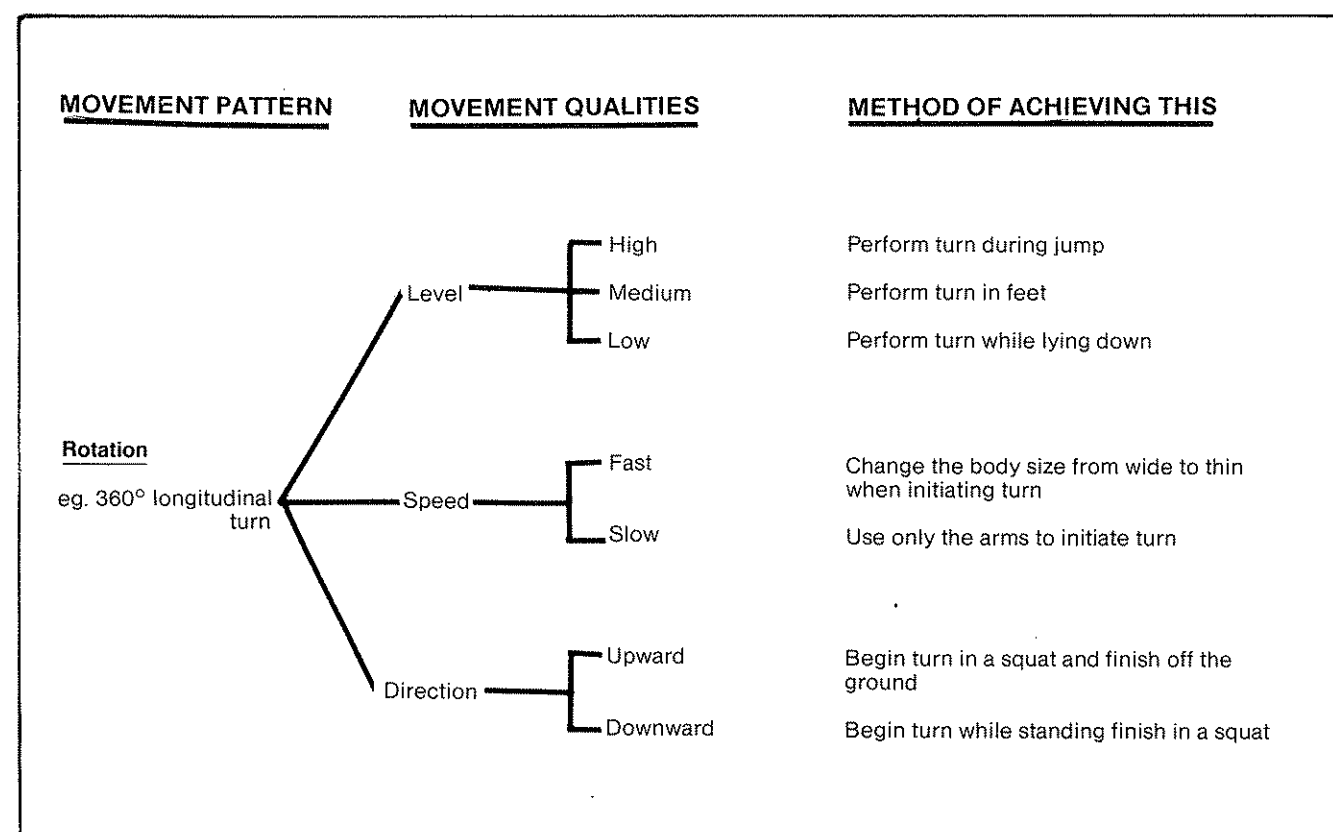 MOVEMENT PATTERN MOVEMENT QUALITIES METHOD OF ACHIEVING THIS
High Perform turn during jump
Level Medium Perform turn in feet
Low Perform turn while lying down
Rotation
eg. 360° longitudinal
turn
Speed
Fast Change the body size from wide to thin
when initiating turn
Slow Use only the arms to initiate turn
Direction
Upward Begin turn in a squat and finish off the
ground
Downward Begin turn while standing finish in a squat